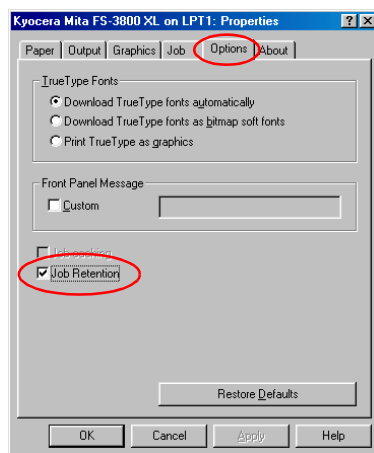 Kyocera Mita FS-3800 XL on LPT1: Properties
Paper Output Graphics Job Options About
TrueType Fonts
Download TrueType fonts automatically
Download TrueType fonts as bitmap soft fonts
Print TrueType as graphics
Front Panel Message
Custom
Job
Job Retention
Restore Defaults
OK Cancel Apply Help